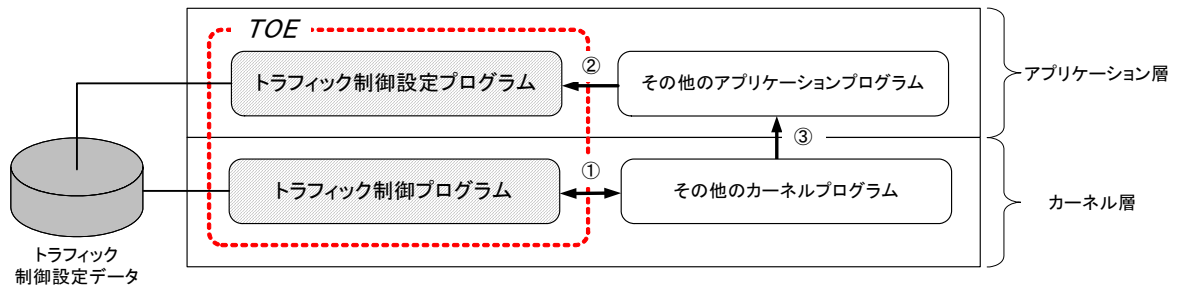 TOE
トラフィック制御設定プログラム
②
その他のアプリケーションプログラム
アプリケーション層
③
トラフィック制御プログラム
①
その他のカーネルプログラム
カーネル層
トラフィック
制御設定データ